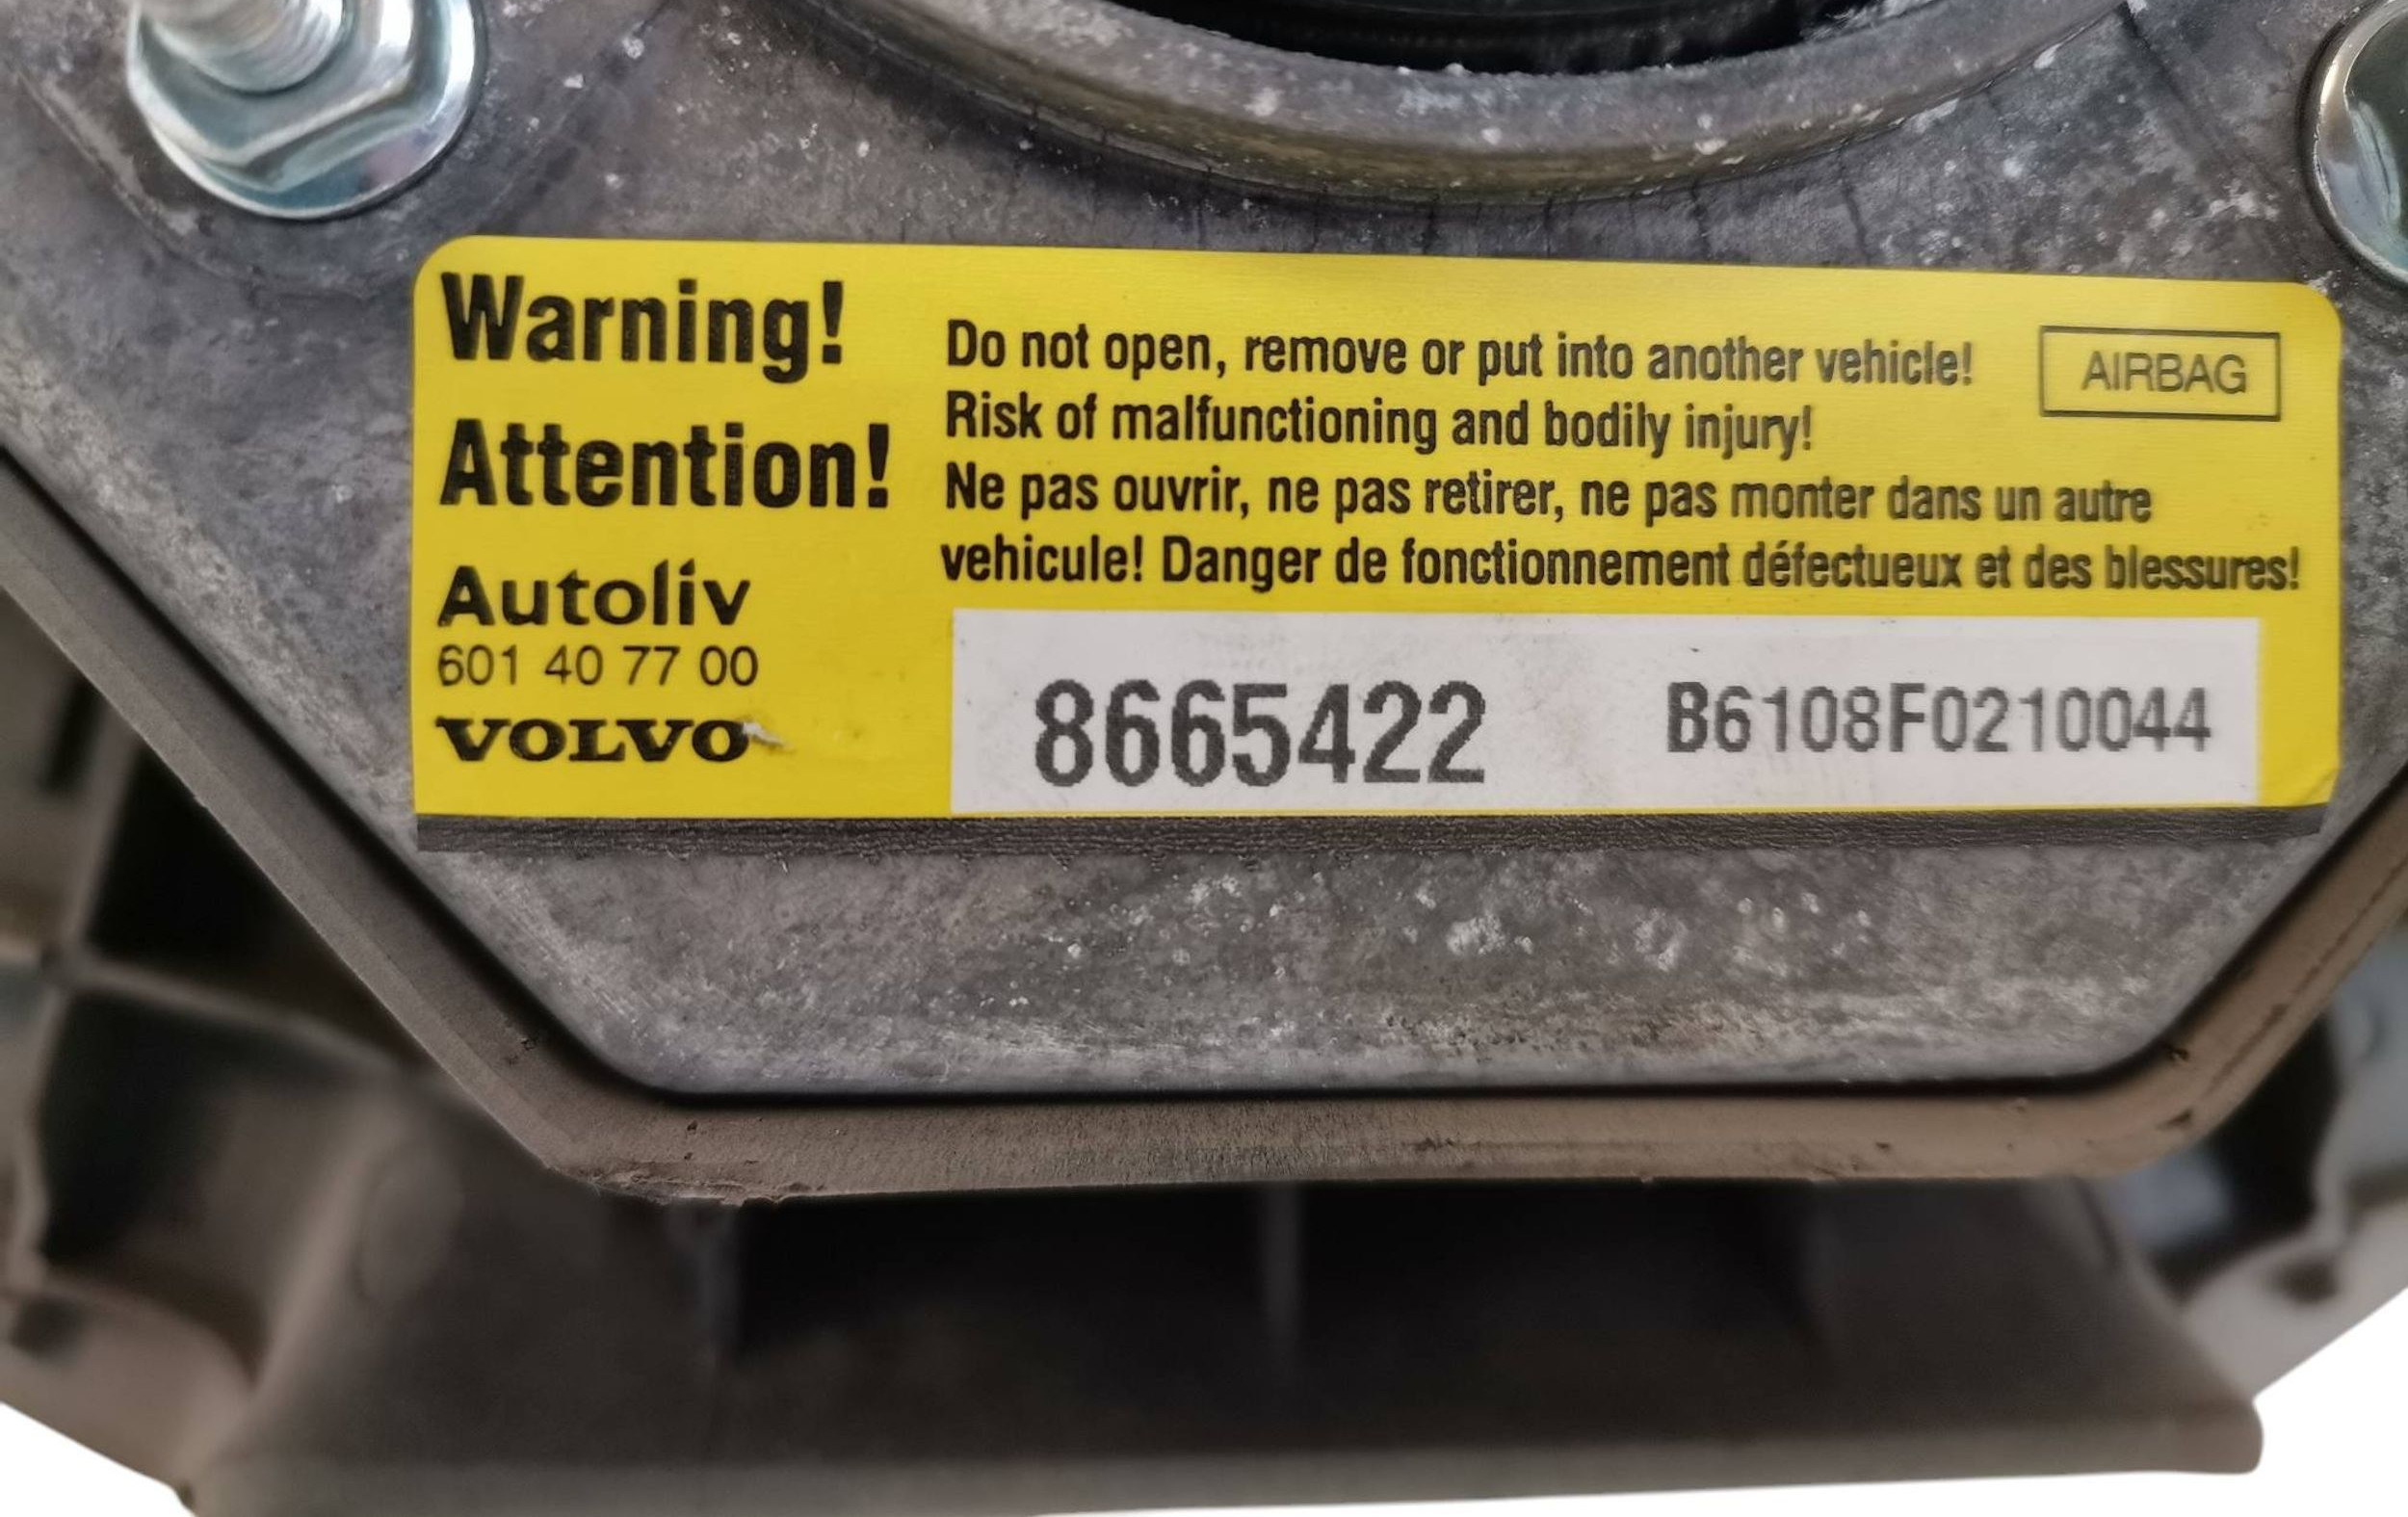 Warning!
Attention!
Autoliv
601 40 77 00
VOLVO
Do not open, remove or put into another vehicle!
Risk of malfunctioning and bodily injury!
Ne pas ouvrir, ne pas retirer, ne pas monter dans un autre
vehicule! Danger de fonctionnement défectueux et des blessures!
AIRBAG
8665422
B6108F0210044